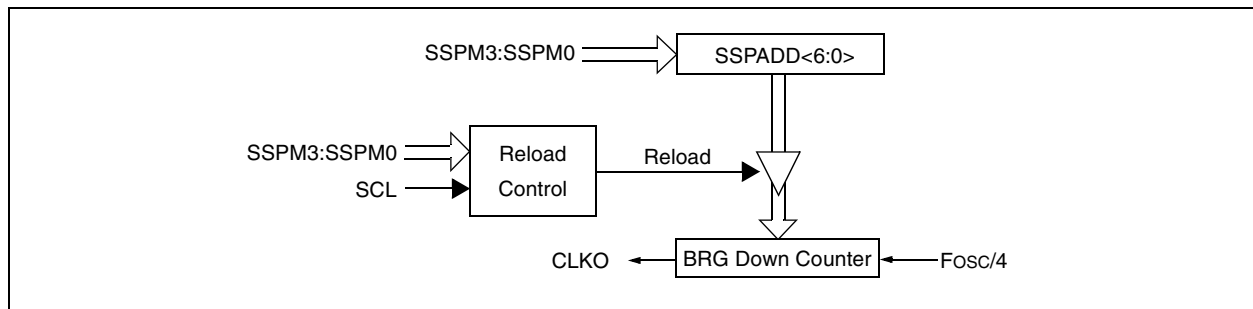 SSPM3:SSPM0
SSPADD<6:0>
SSPM3:SSPM0
SCL
Reload
Control
Reload
CLKO
BRG Down Counter
FOSC/4